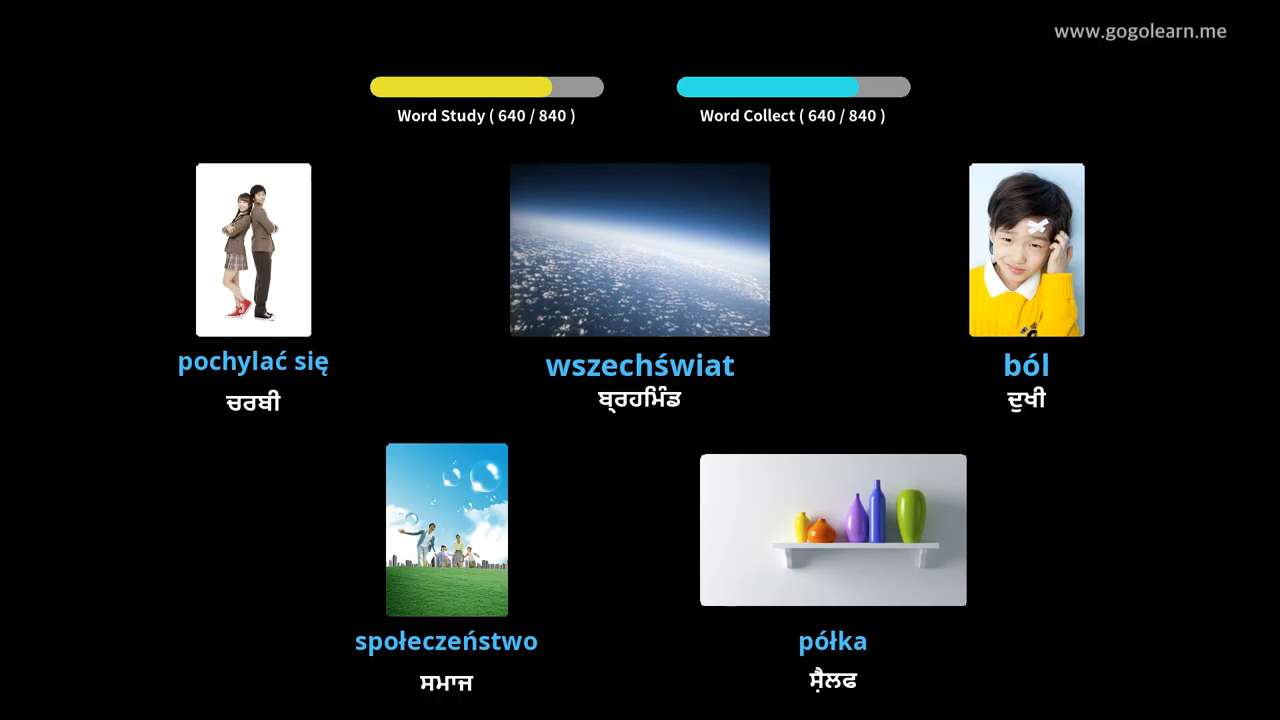 www.gogolearn.me
Word Study ( 640 / 840 )
Word Collect ( 640 / 840 )
pochylać się
ਚਰਬੀ
wszechświat
ਬ੍ਰਹਮਿੰਡ
ból
ਦੁਖੀ
społeczeństwo
ਸਮਾਜ
półka
ਸ਼ੈਲਫ